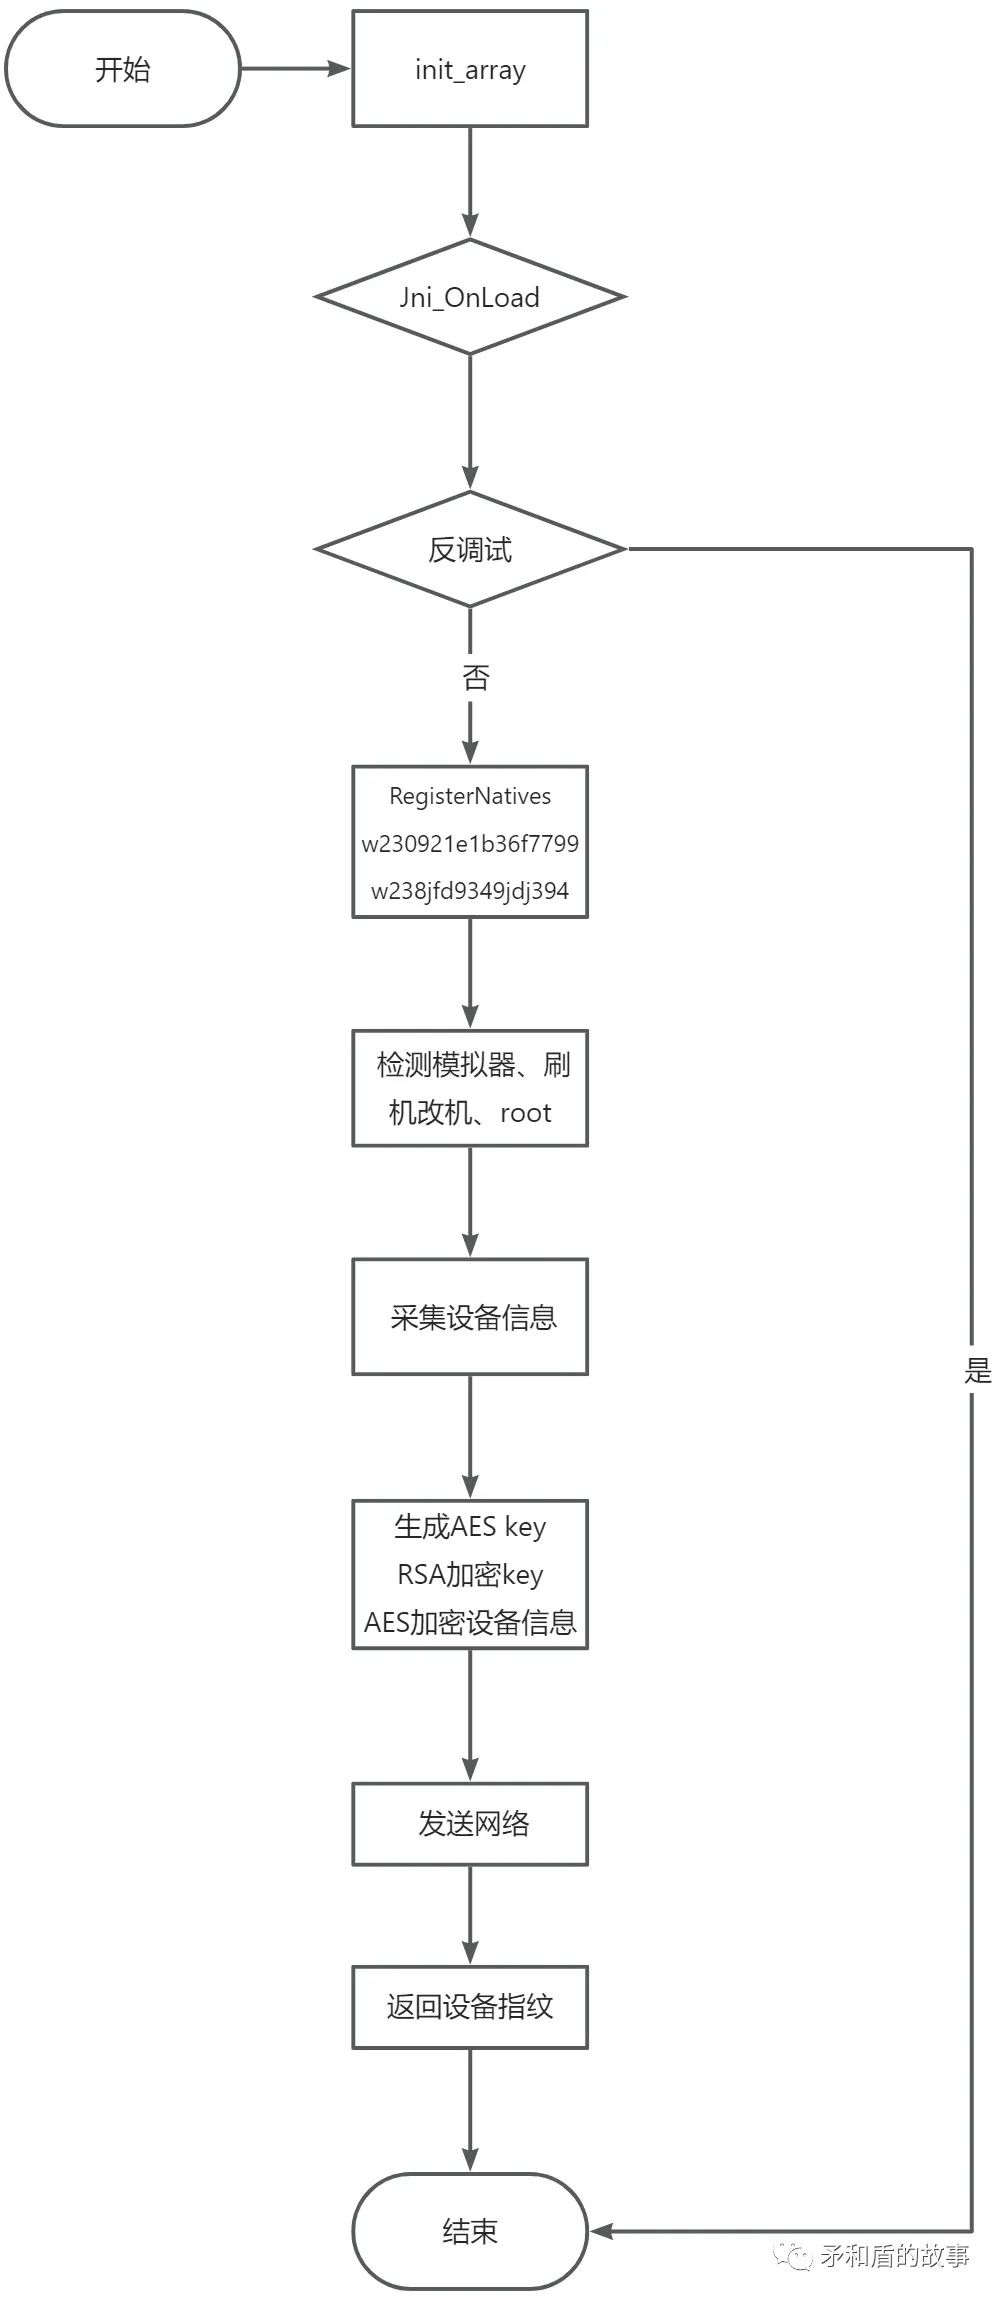 开始
init_array
Jni_OnLoad
反调试
否
RegisterNatives
w230921e1b36f7799
w238jfd9349jdj394
检测模拟器、刷
机改机、root
采集设备信息
是
生成AES key
RSA加密key
AES加密设备信息
发送网络
返回设备指纹
结束
矛和盾的故事